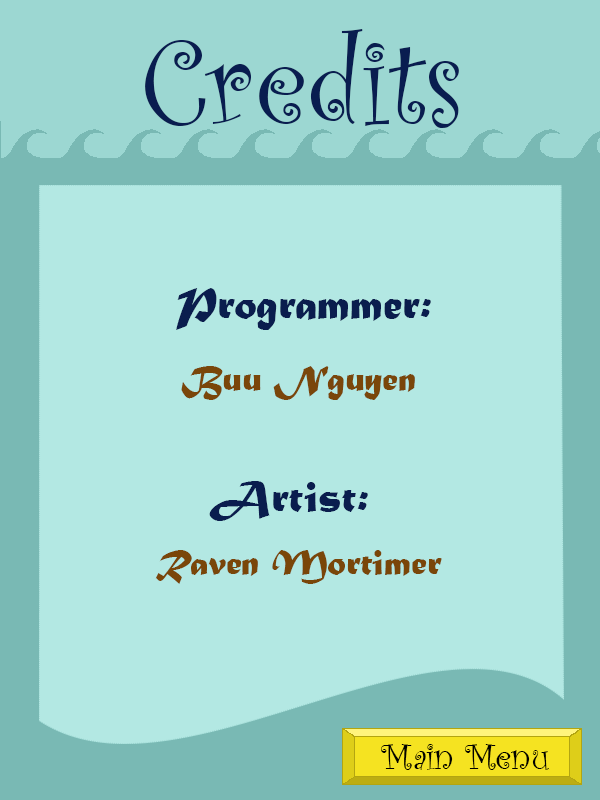 Credits
Programmer:
Buu Nguyen
Artist:
Raven Mortimer
Main Menu